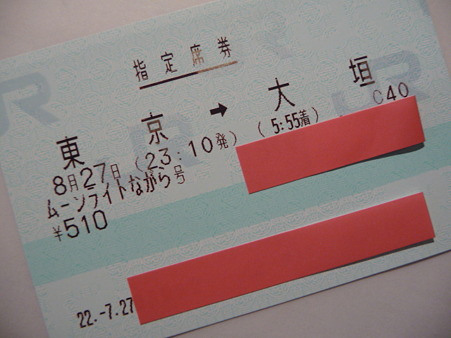 指定席券
東京 ➡ 大垣
8月27日 (23:10発) (5:55着) C40
ムーンライトながら号
¥510
22.-7.27